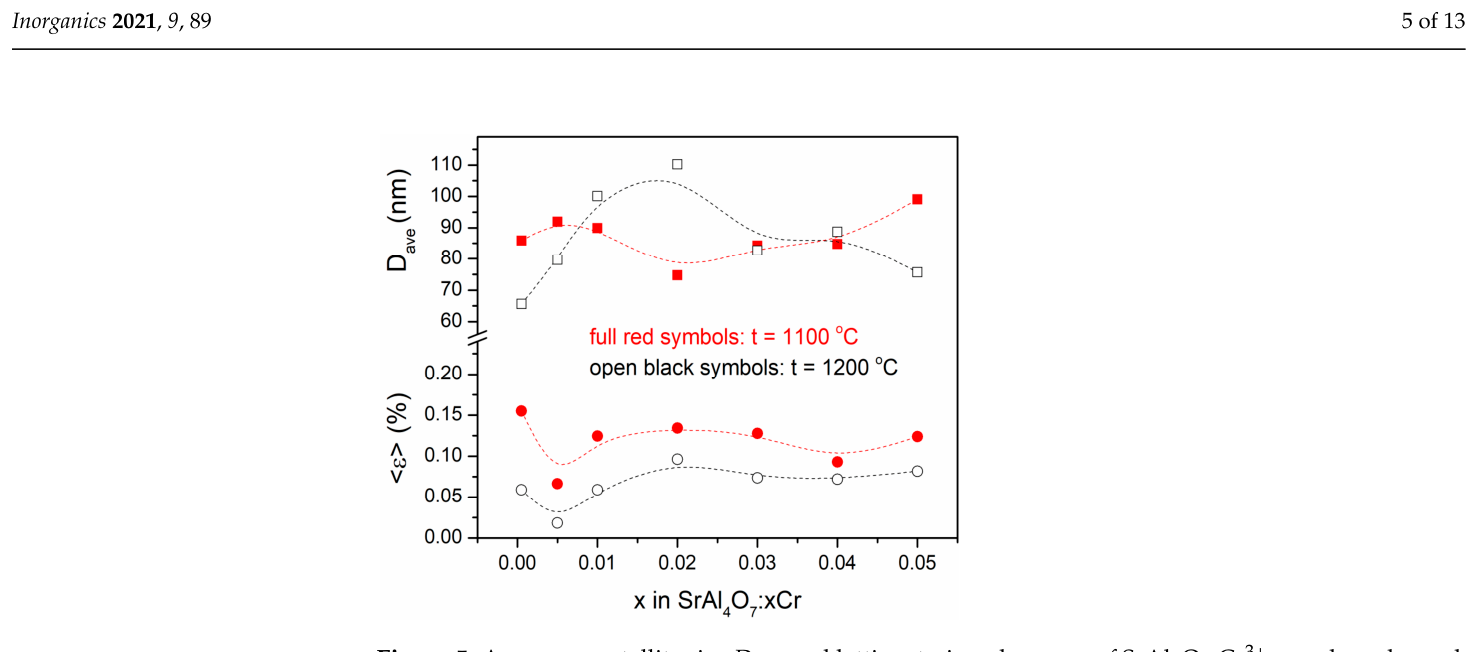 Inorganics 2021, 9, 89
5 of 13
110
100
90
80
70
60
D_ave (nm)
full red symbols: t = 1100 °C
open black symbols: t = 1200 °C
0.20
0.15
0.10
0.05
0.00
<ε> (%)
0.00 0.01 0.02 0.03 0.04 0.05
x in SrAl₄O₇:xCr